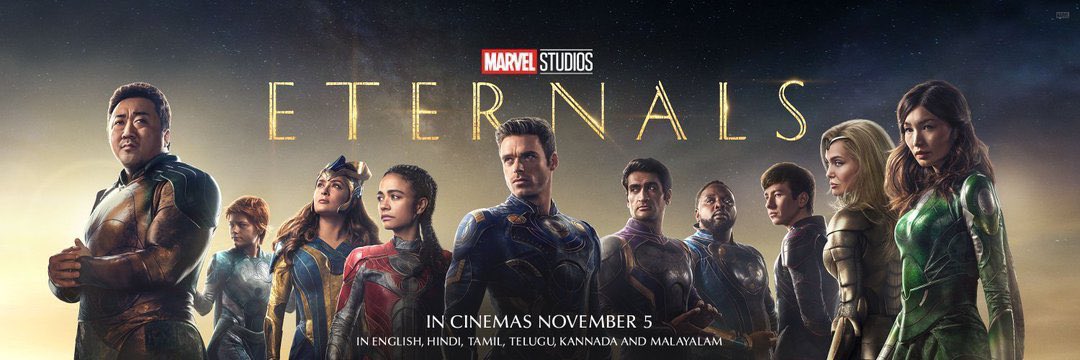 MARVEL STUDIOS
ETERNALS
IN CINEMAS NOVEMBER 5
IN ENGLISH, HINDI, TAMIL, TELUGU, KANNADA AND MALAYALAM